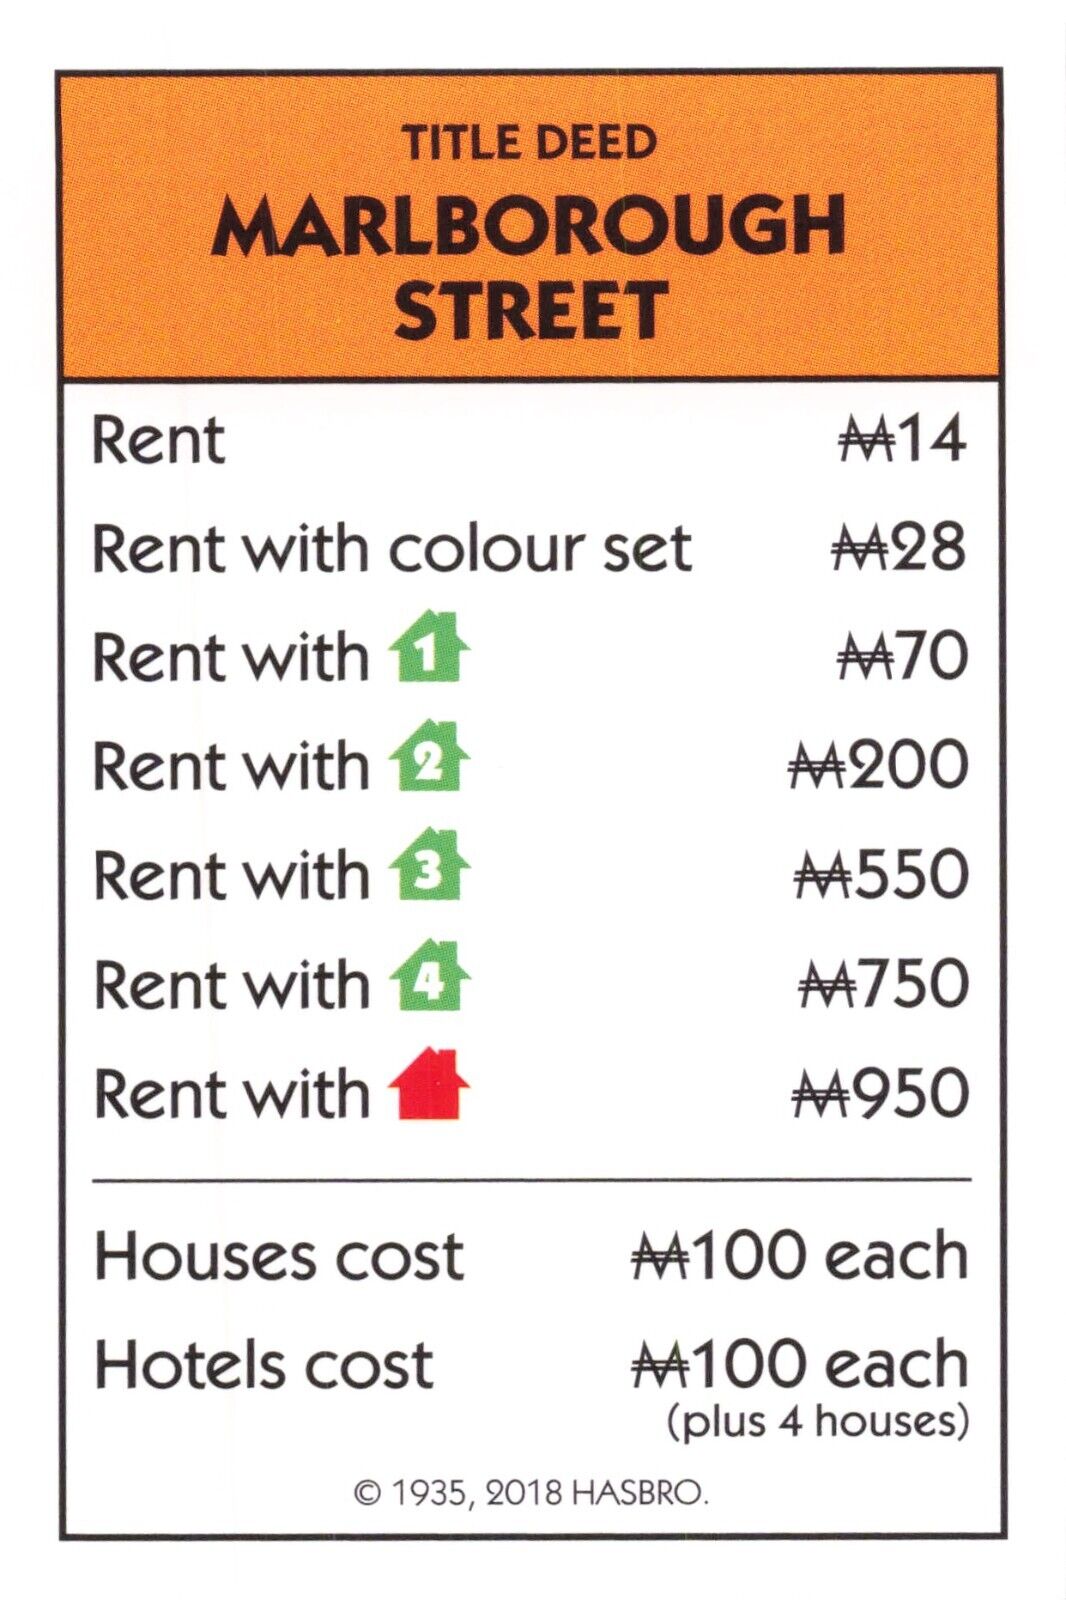 TITLE DEED
MARLBOROUGH
STREET
Rent ₩14
Rent with colour set ₩28
Rent with 1 ₩70
Rent with 2 ₩200
Rent with 3 ₩550
Rent with 4 ₩750
Rent with ₩950
Houses cost ₩100 each
Hotels cost ₩100 each
(plus 4 houses)
© 1935, 2018 HASBRO.